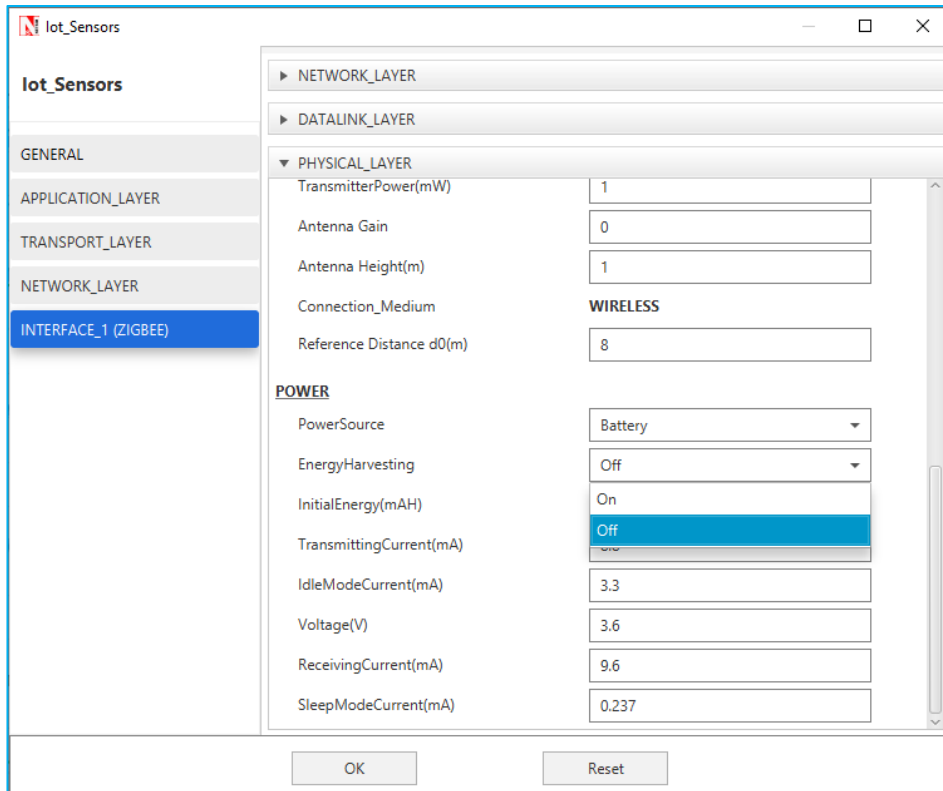 Iot_Sensors
Iot_Sensors
GENERAL
APPLICATION_LAYER
TRANSPORT_LAYER
NETWORK_LAYER
INTERFACE_1 (ZIGBEE)
NETWORK_LAYER
DATALINK_LAYER
PHYSICAL_LAYER
TransmitterPower(mW) 1
Antenna Gain 0
Antenna Height(m) 1
Connection_Medium WIRELESS
Reference Distance d0(m) 8
POWER
PowerSource Battery
EnergyHarvesting Off
On
InitialEnergy(mAH)
Off
TransmittingCurrent(mA)
IdleModeCurrent(mA) 3.3
Voltage(V) 3.6
ReceivingCurrent(mA) 9.6
SleepModeCurrent(mA) 0.237
OK Reset